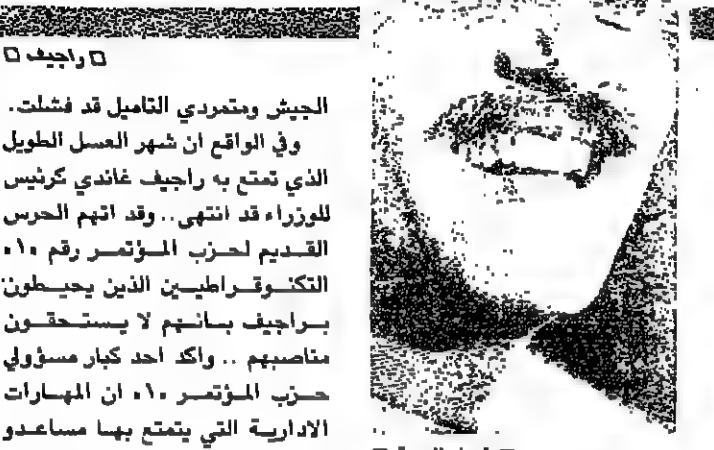 □ راجيف □
الجيش ومتمردي التاميل قد فشلت.
وفي الواقع ان شهر العسل الطويل
الذي تمتع به راجيف غاندي كرئيس
للوزراء قد انتهى.. وقد اتهم الحرس
القديم لحزب المؤتمر رقم «١»
التكنوقراطيين الذين يحيطون
براجيف بانهم لا يستحقون
مناصبهم .. واكد احد كبار مسؤولي
حزب المؤتمر «١» ان المهارات
الادارية التي يتمتع بها مساعدو